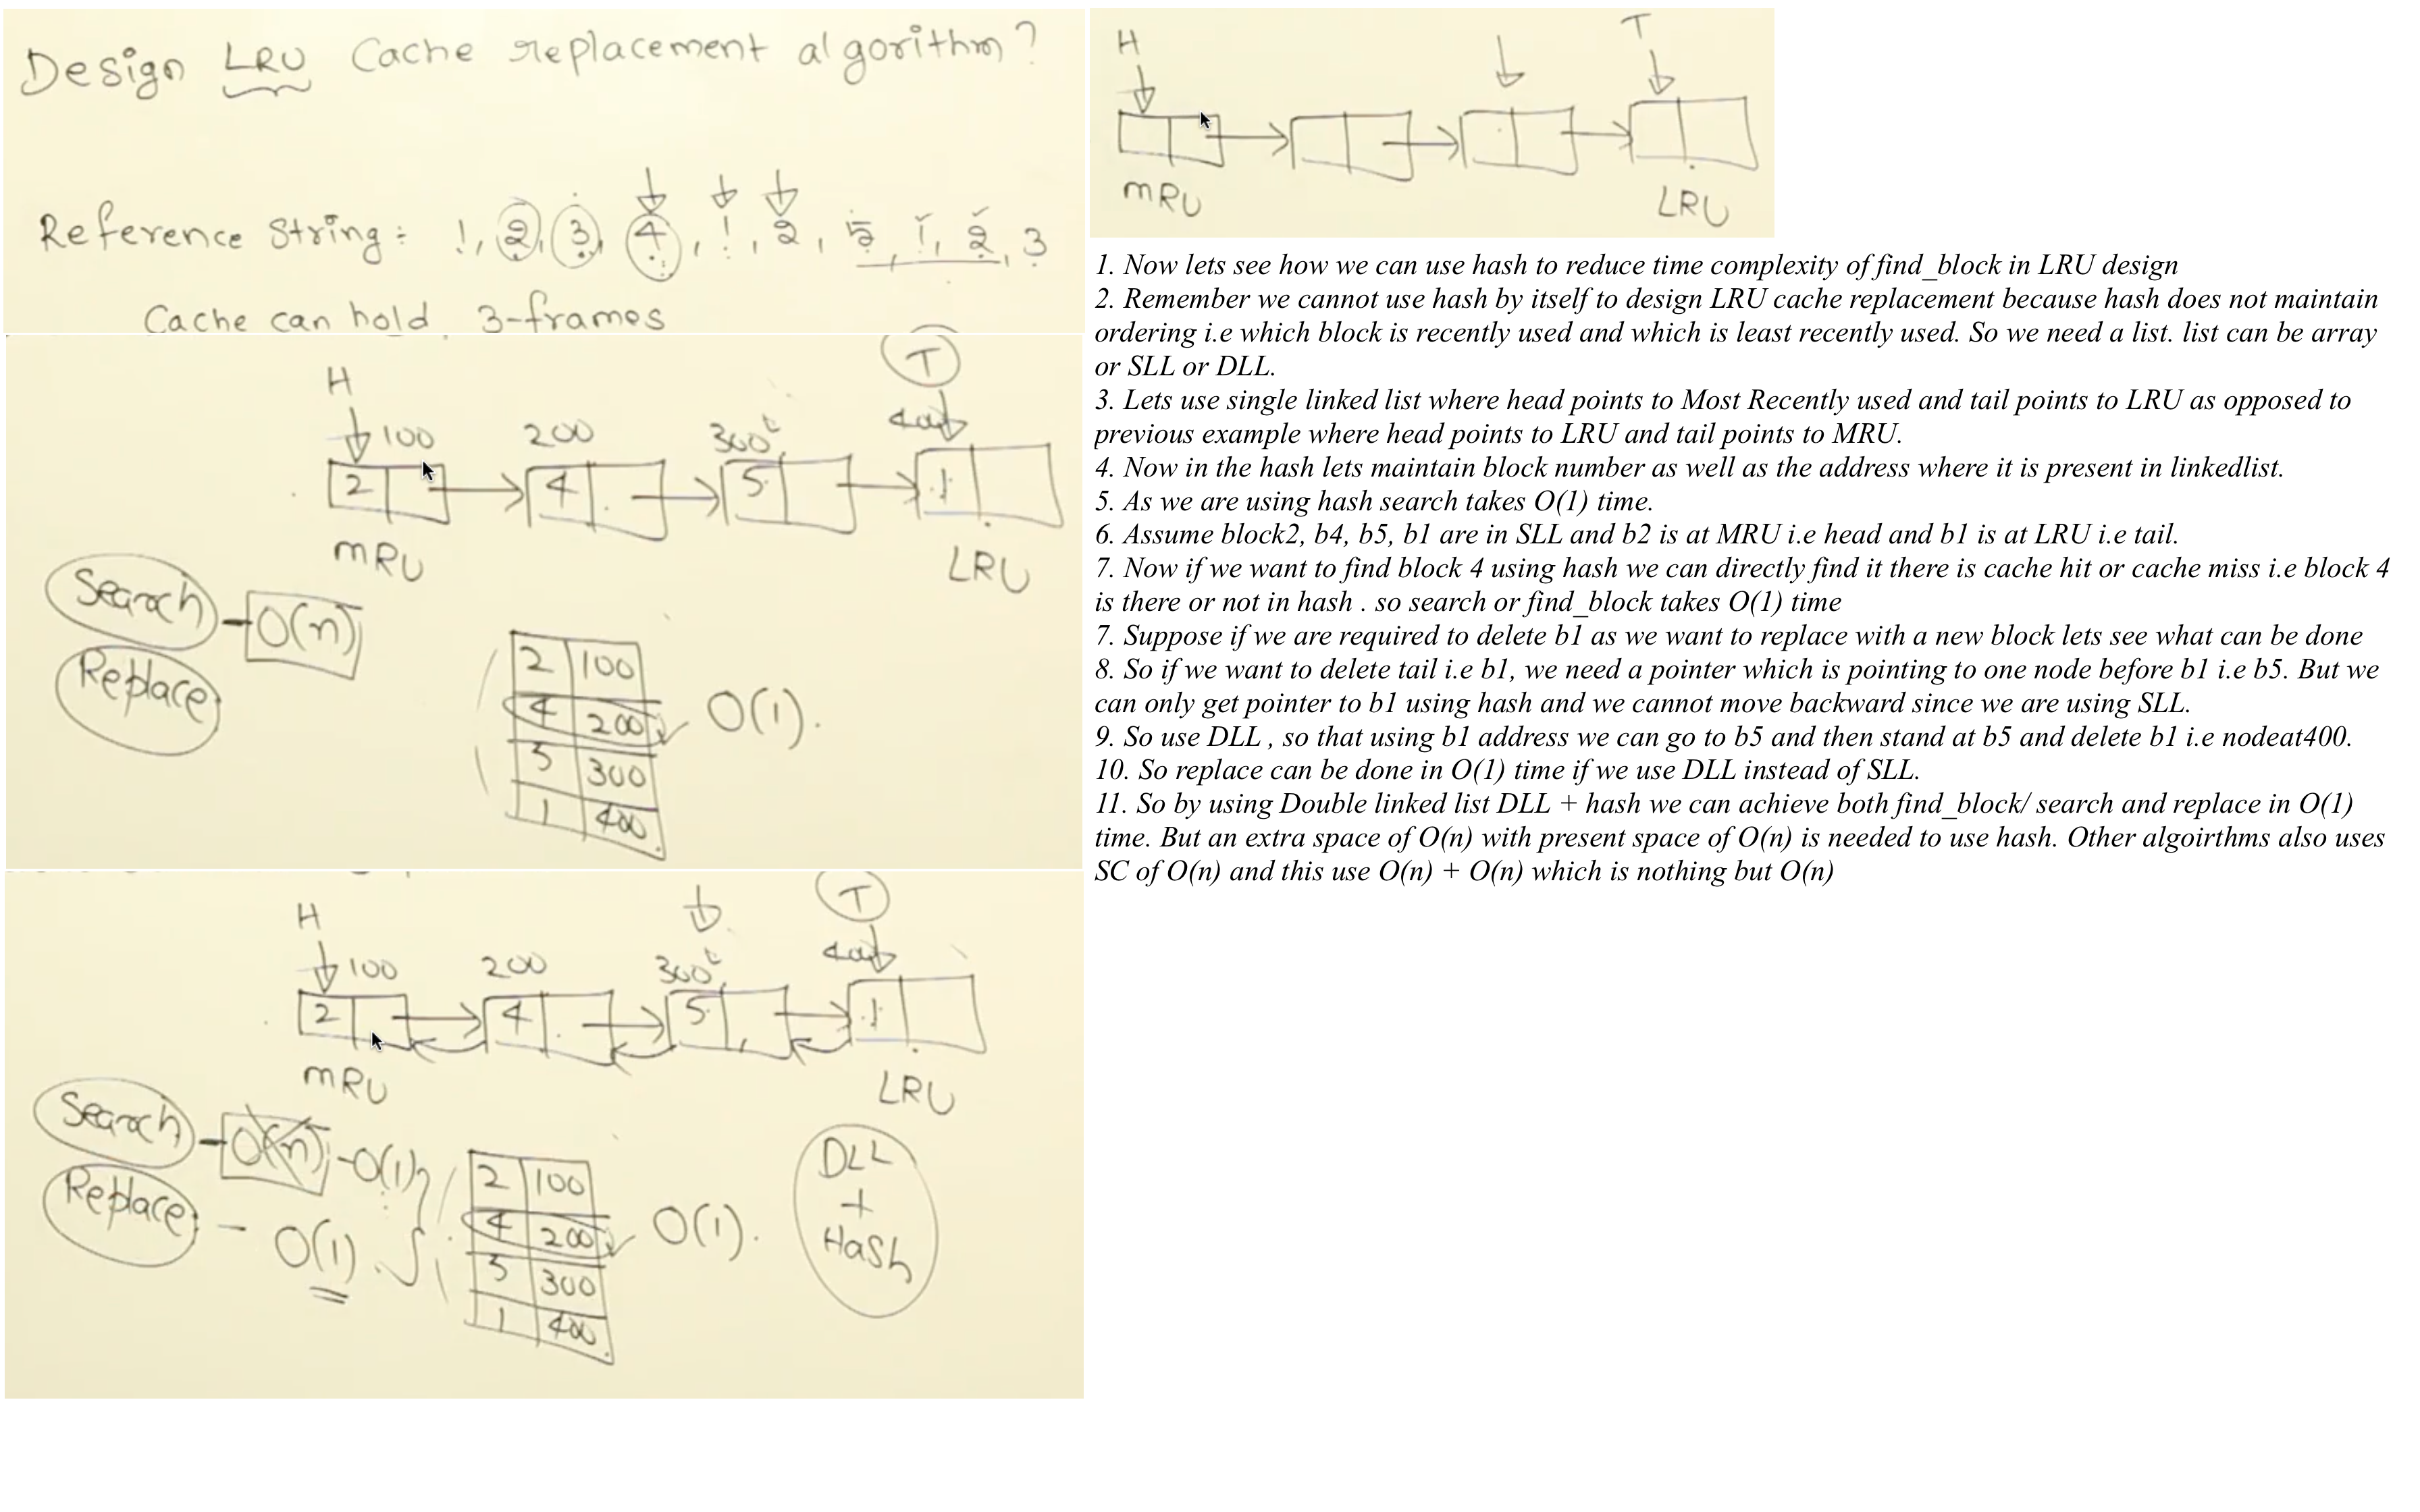 Design LRU Cache replacement algorithm?
Reference String: 1, 2, 3, 4, 1, 2, 5, 1, 2, 3
Cache can hold 3-frames
H T
100 200 300 400
2 4 5 1
MRU LRU
Search - O(n)
Replace
2 100
4 200
5 300
1 400
O(1).
H T
100 200 300 400
2 4 5 1
MRU LRU
Search - O(n) - O(1)
Replace - O(1).
2 100
4 200
5 300
1 400
O(1).
DLL
+
Hash
H T
MRU LRU
1. Now lets see how we can use hash to reduce time complexity of find_block in LRU design
2. Remember we cannot use hash by itself to design LRU cache replacement because hash does not maintain
ordering i.e which block is recently used and which is least recently used. So we need a list. list can be array
or SLL or DLL.
3. Lets use single linked list where head points to Most Recently used and tail points to LRU as opposed to
previous example where head points to LRU and tail points to MRU.
4. Now in the hash lets maintain block number as well as the address where it is present in linkedlist.
5. As we are using hash search takes O(1) time.
6. Assume block2, b4, b5, b1 are in SLL and b2 is at MRU i.e head and b1 is at LRU i.e tail.
7. Now if we want to find block 4 using hash we can directly find it there is cache hit or cache miss i.e block 4
is there or not in hash . so search or find_block takes O(1) time
7. Suppose if we are required to delete b1 as we want to replace with a new block lets see what can be done
8. So if we want to delete tail i.e b1, we need a pointer which is pointing to one node before b1 i.e b5. But we
can only get pointer to b1 using hash and we cannot move backward since we are using SLL.
9. So use DLL , so that using b1 address we can go to b5 and then stand at b5 and delete b1 i.e nodeat400.
10. So replace can be done in O(1) time if we use DLL instead of SLL.
11. So by using Double linked list DLL + hash we can achieve both find_block/ search and replace in O(1)
time. But an extra space of O(n) with present space of O(n) is needed to use hash. Other algoirthms also uses
SC of O(n) and this use O(n) + O(n) which is nothing but O(n)